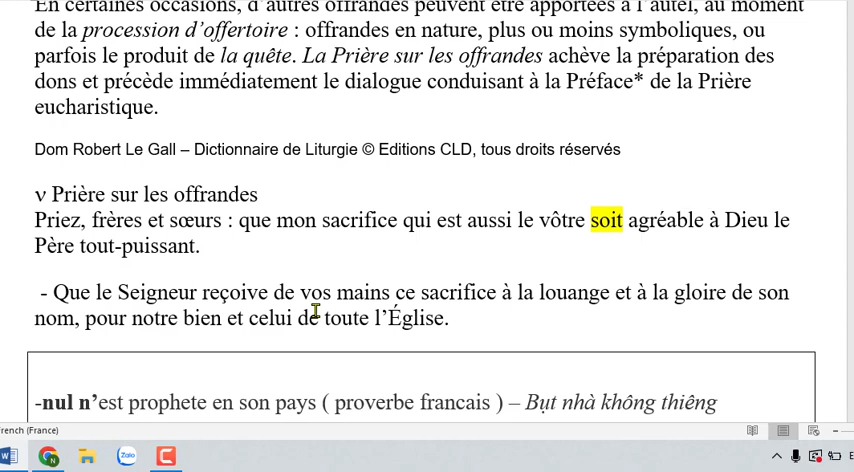 En certaines occasions, d’autres offrandes peuvent être apportées à l’autel, au moment
de la procession d’offertoire : offrandes en nature, plus ou moins symboliques, ou
parfois le produit de la quête. La Prière sur les offrandes achève la préparation des
dons et précède immédiatement le dialogue conduisant à la Préface* de la Prière
eucharistique.
Dom Robert Le Gall – Dictionnaire de Liturgie © Editions CLD, tous droits réservés
ν Prière sur les offrandes
Priez, frères et sœurs : que mon sacrifice qui est aussi le vôtre soit agréable à Dieu le
Père tout-puissant.
- Que le Seigneur reçoive de vos mains ce sacrifice à la louange et à la gloire de son
nom, pour notre bien et celui de toute l’Église.
-nul n’est prophete en son pays ( proverbe francais ) – Bụt nhà không thiêng
rench (France)
Zalo